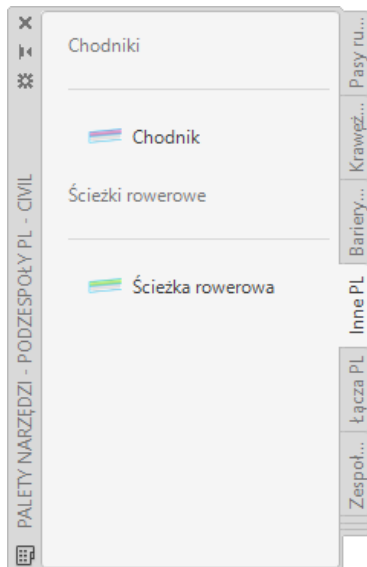 Chodniki
Chodnik
Ścieżki rowerowe
Ścieżka rowerowa
PALETY NARZĘDZI - PODZESPOŁY PL - CIVIL
Pasy ru...
Krawęż...
Bariery...
Inne PL
Łącza PL
Zespoł...